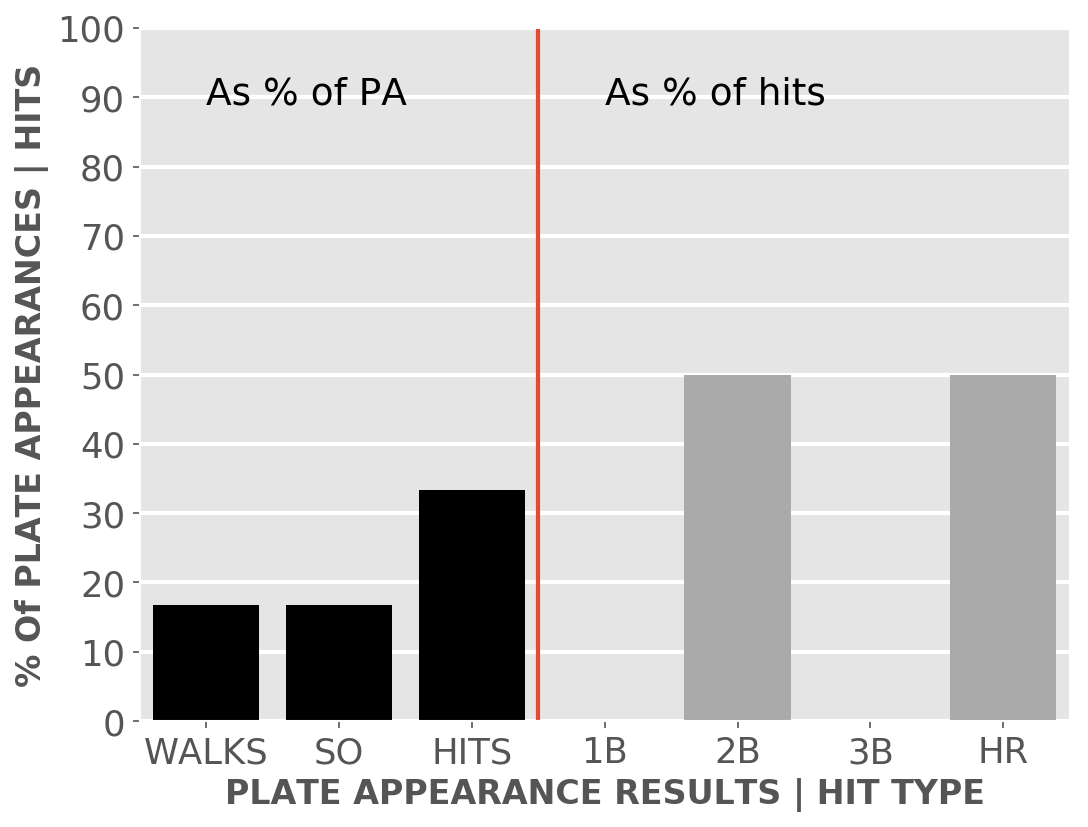 % Of PLATE APPEARANCES | HITS
100
90
80
70
60
50
40
30
20
10
0
As % of PA
As % of hits
WALKS SO HITS 1B 2B 3B HR
PLATE APPEARANCE RESULTS | HIT TYPE